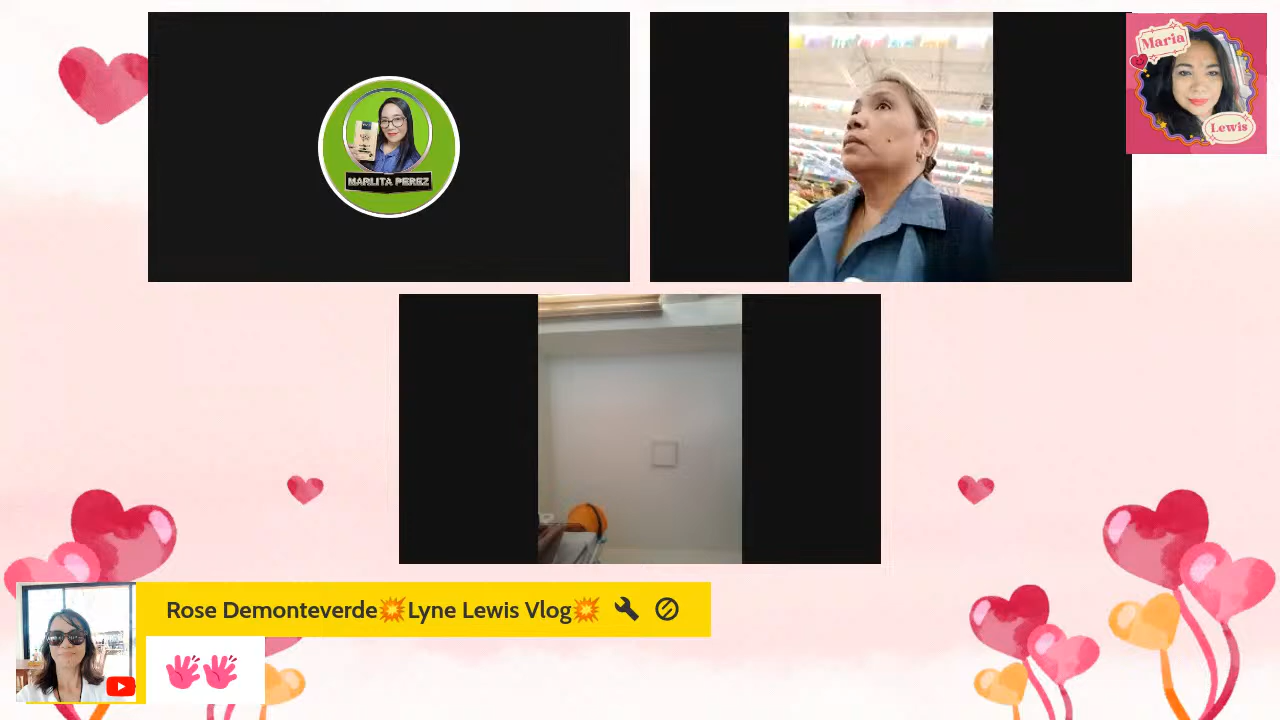 MARLITA PEREZ
Maria
Lewis
Rose Demonteverde💥Lyne Lewis Vlog💥